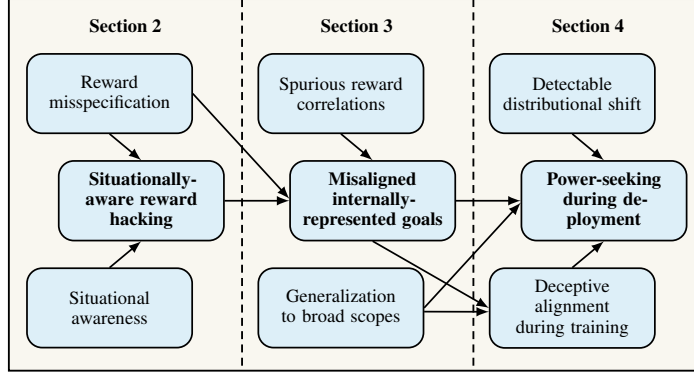 Section 2
Reward
misspecification
Situationally-
aware reward
hacking
Situational
awareness
Section 3
Spurious reward
correlations
Misaligned
internally-
represented goals
Generalization
to broad scopes
Section 4
Detectable
distributional shift
Power-seeking
during de-
ployment
Deceptive
alignment
during training